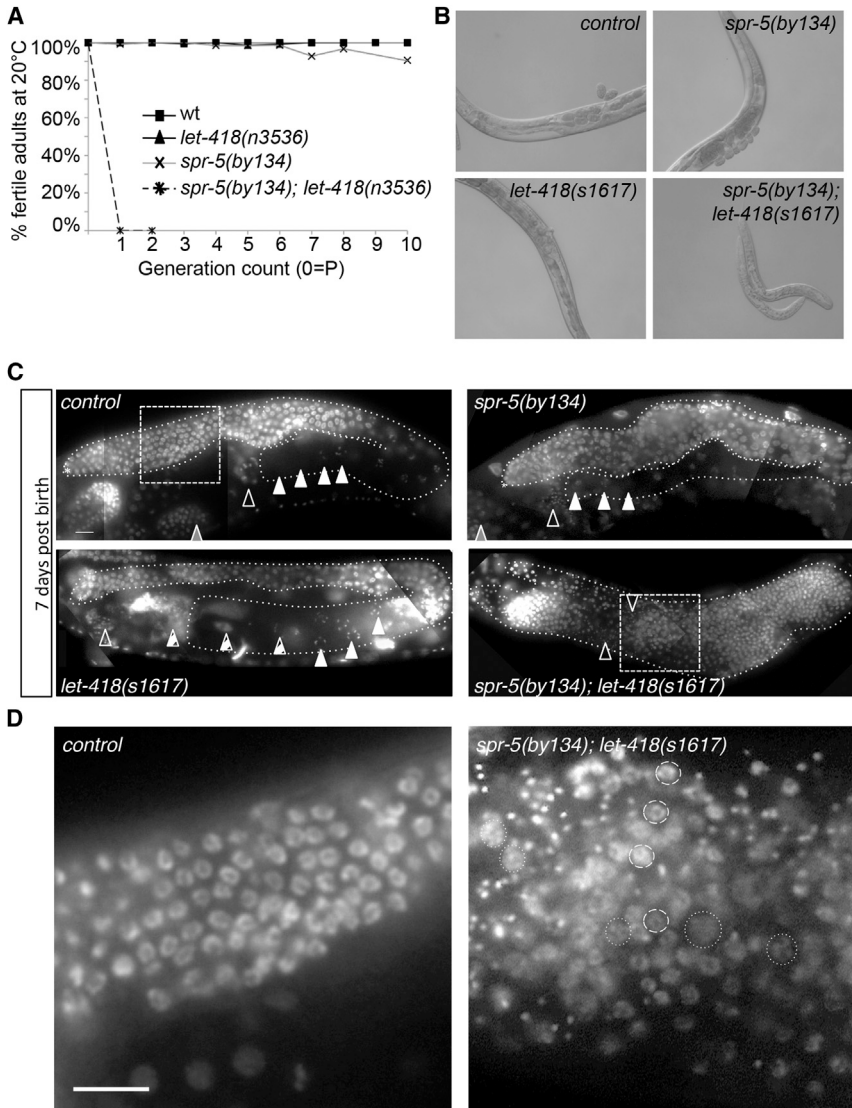 A
% fertile adults at 20°C
100%
80%
60%
40%
20%
0%
wt
let-418(n3536)
spr-5(by134)
spr-5(by134); let-418(n3536)
1 2 3 4 5 6 7 8 9 10
Generation count (0=P)
B
control
spr-5(by134)
let-418(s1617)
spr-5(by134);
let-418(s1617)
C
7 days post birth
control
spr-5(by134)
let-418(s1617)
spr-5(by134); let-418(s1617)
D
control
spr-5(by134); let-418(s1617)